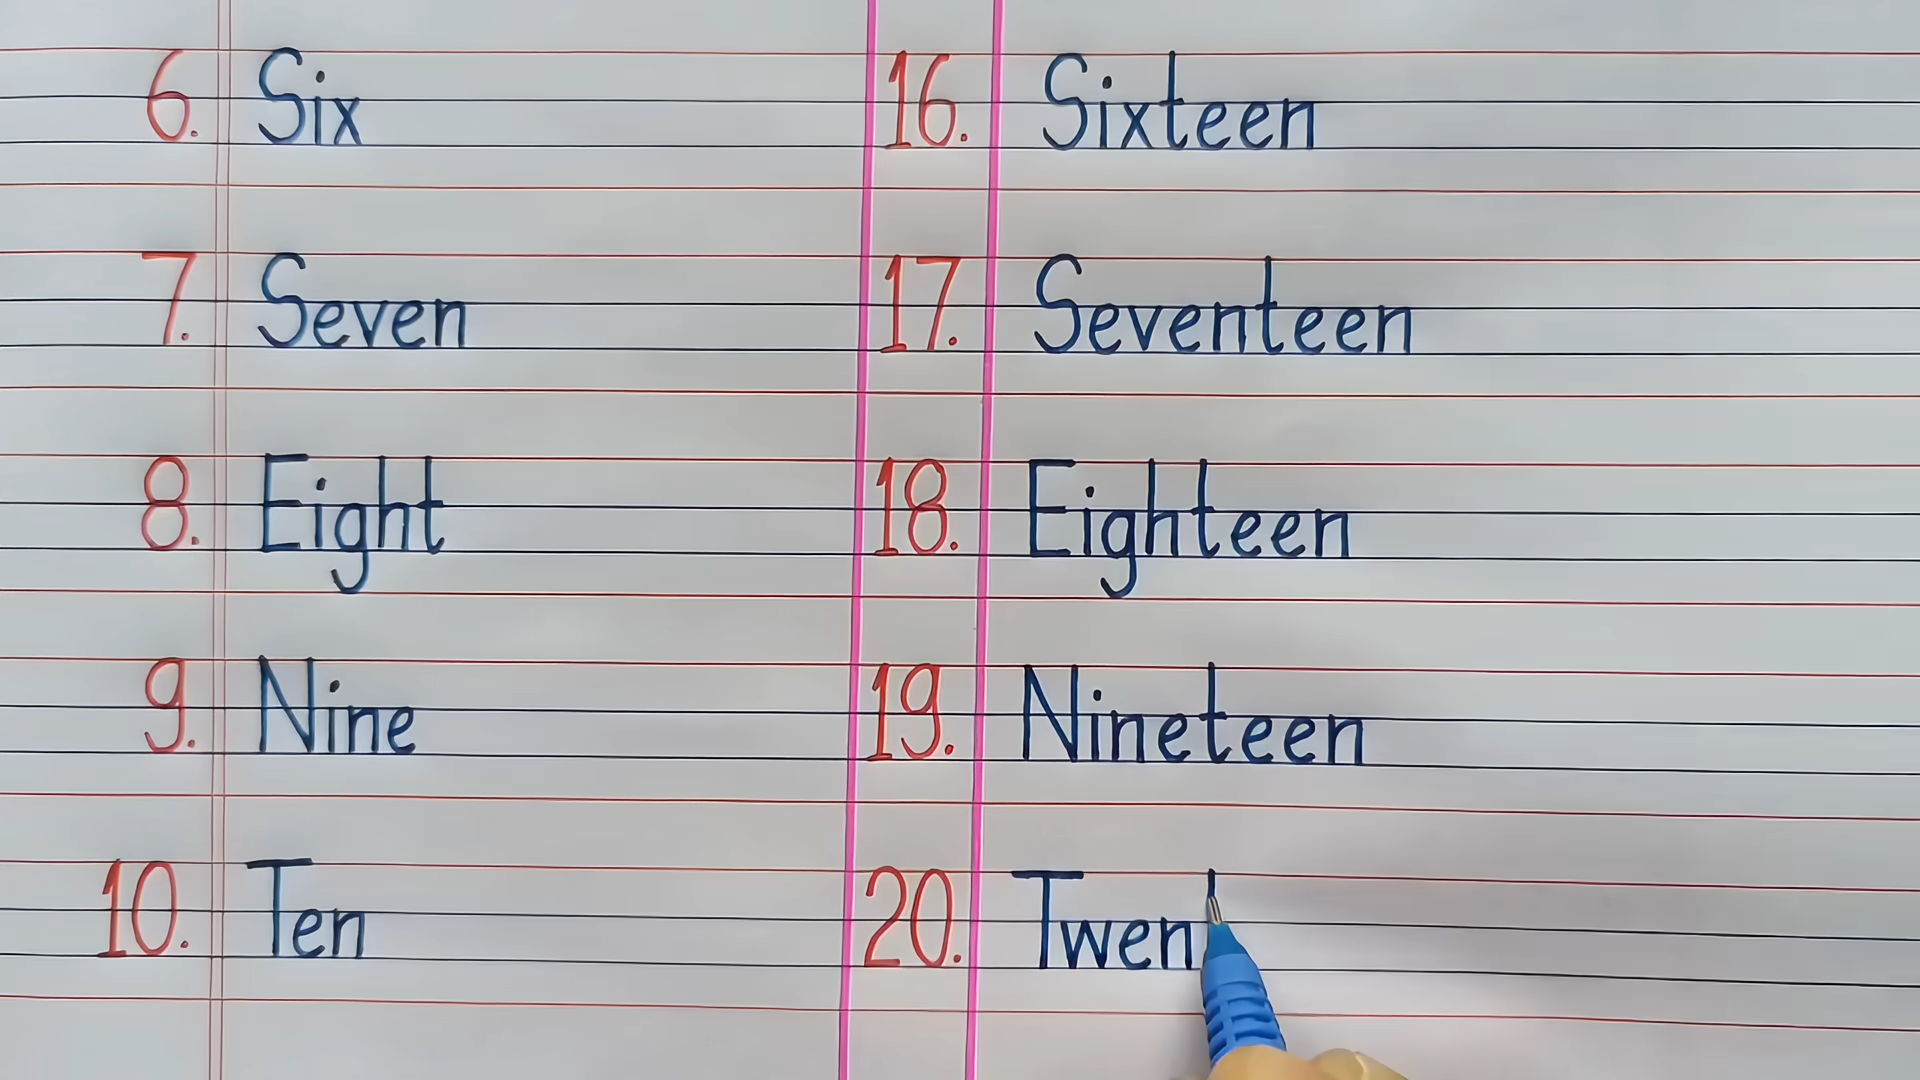 6. Six
7. Seven
8. Eight
9. Nine
10. Ten
16. Sixteen
17. Seventeen
18. Eighteen
19. Nineteen
20. Twen